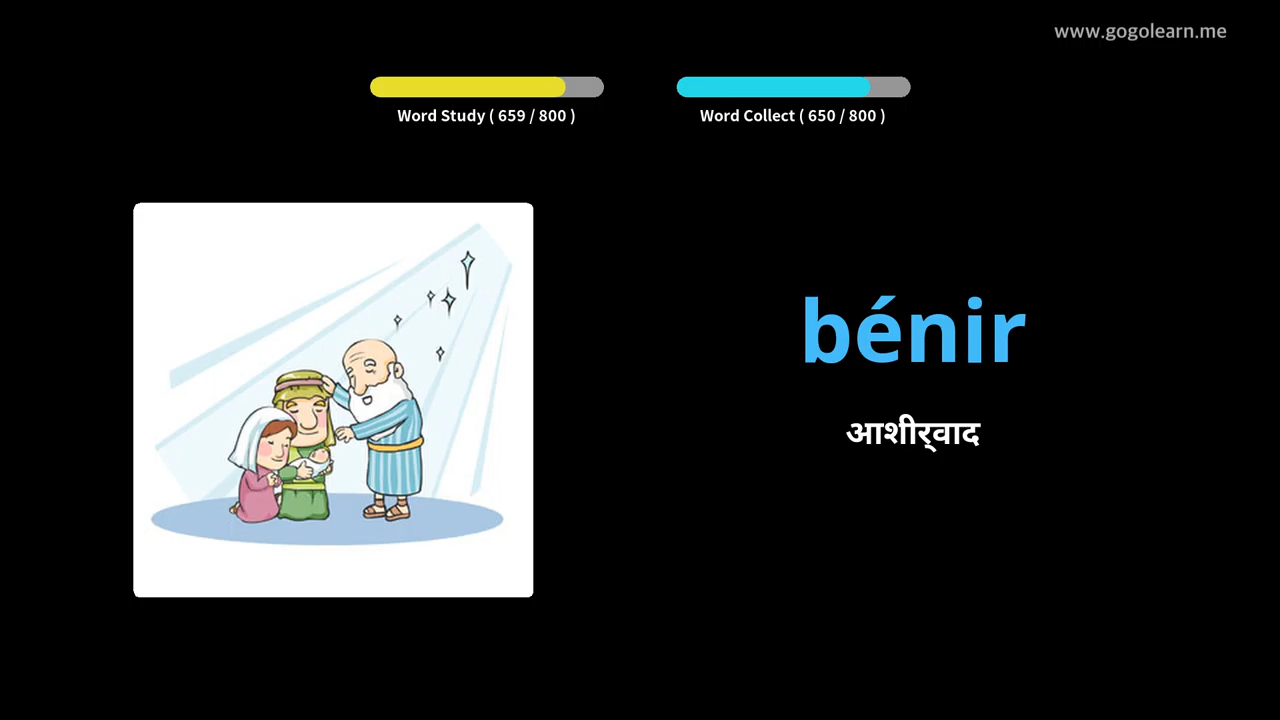 www.gogolearn.me
Word Study ( 659 / 800 )
Word Collect ( 650 / 800 )
bénir
आशीर्‌वाद